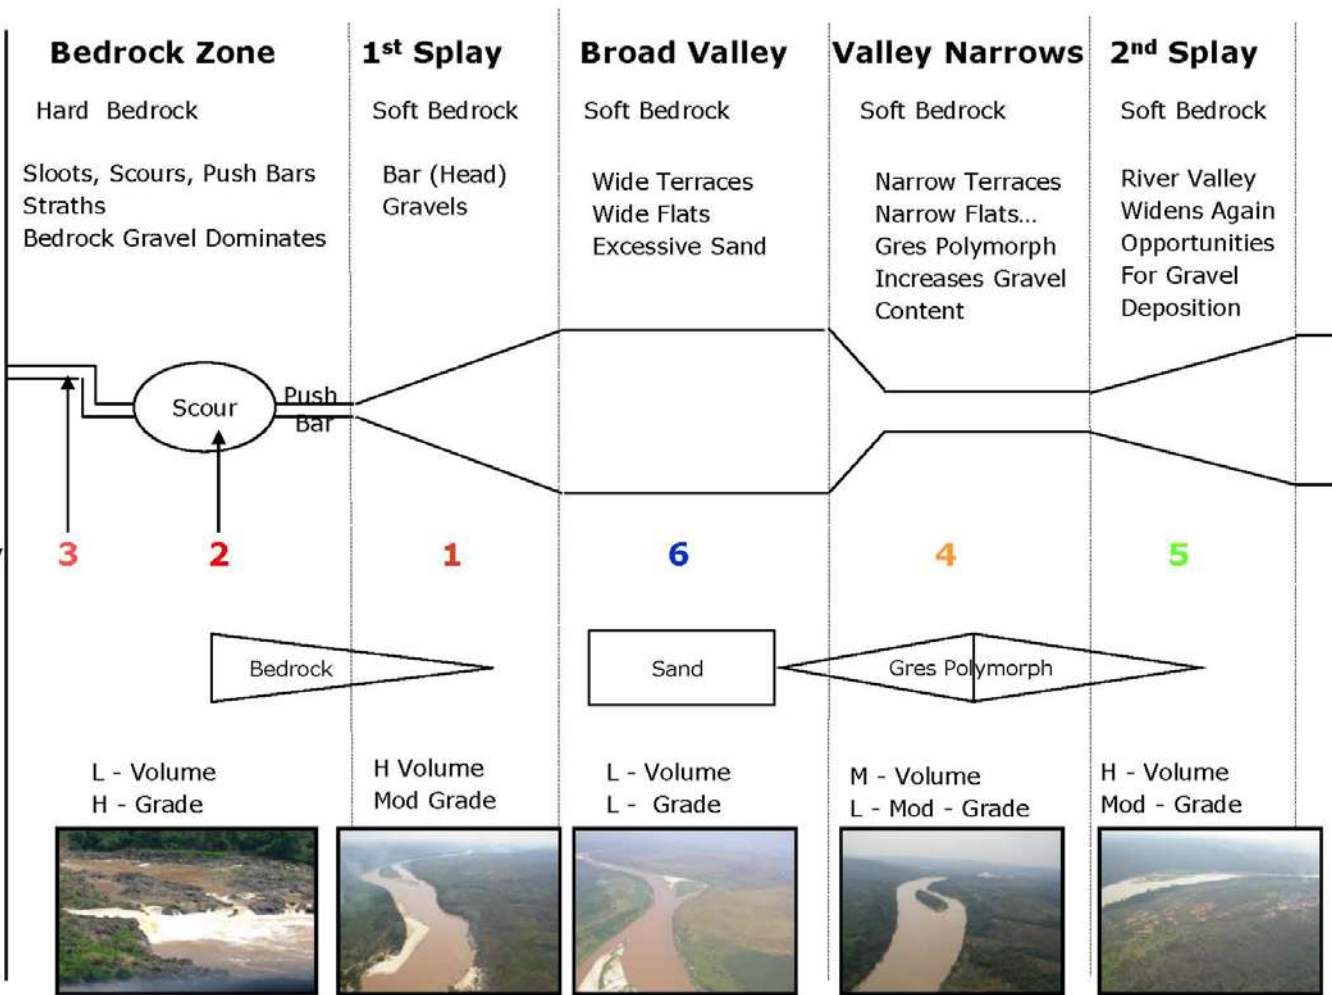 Bedrock Zone
Hard Bedrock
Sloots, Scours, Push Bars
Straths
Bedrock Gravel Dominates
1st Splay
Soft Bedrock
Bar (Head)
Gravels
Broad Valley
Soft Bedrock
Wide Terraces
Wide Flats
Excessive Sand
Valley Narrows
Soft Bedrock
Narrow Terraces
Narrow Flats...
Gres Polymorph
Increases Gravel
Content
2nd Splay
Soft Bedrock
River Valley
Widens Again
Opportunities
For Gravel
Deposition
Scour
Push
Bar
3
2
1
6
4
5
Bedrock
Sand
Gres Polymorph
L - Volume
H - Grade
H Volume
Mod Grade
L - Volume
L - Grade
M - Volume
L - Mod - Grade
H - Volume
Mod - Grade